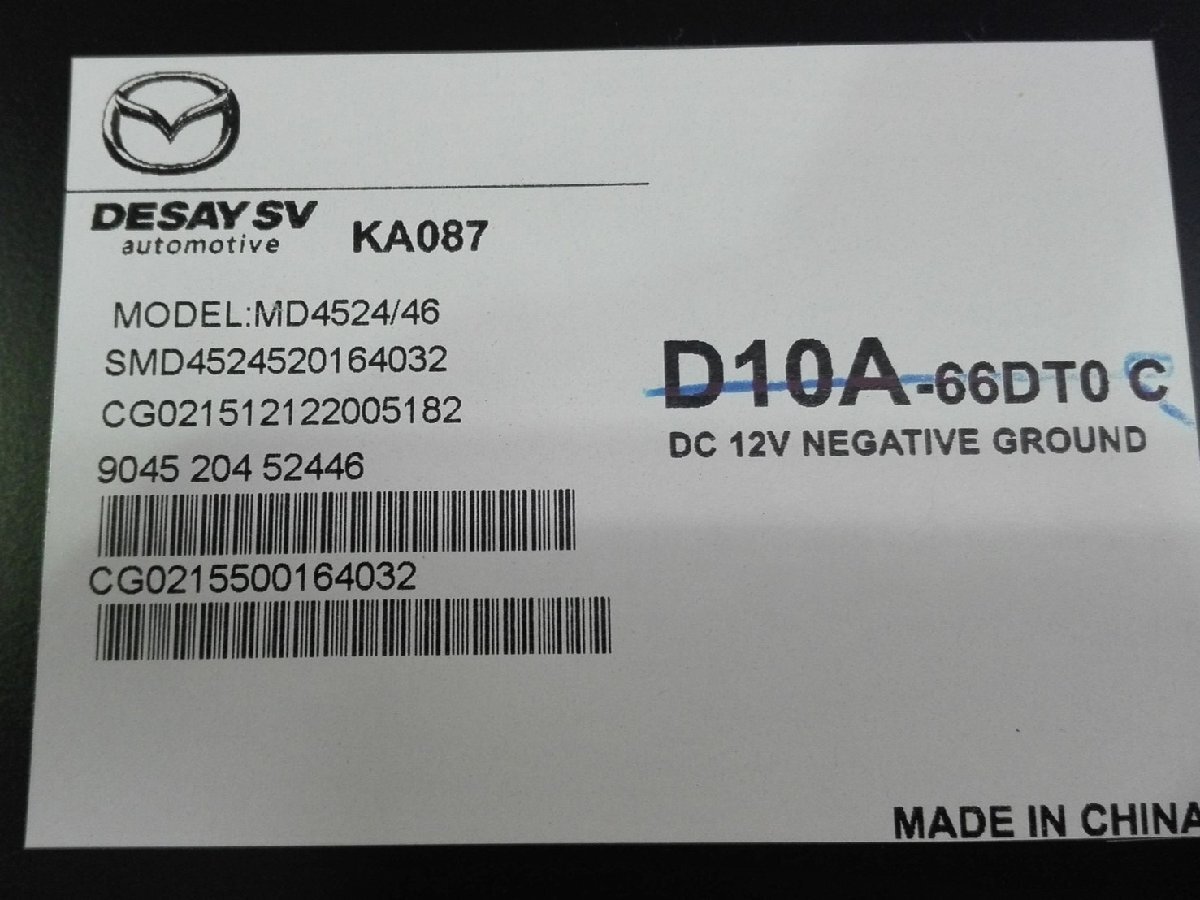 DESAY SV
automotive
KA087
MODEL:MD4524/46
SMD4524520164032
CG021512122005182
9045 204 52446
CG0215500164032
D10A-66DT0 C
DC 12V NEGATIVE GROUND
MADE IN CHINA